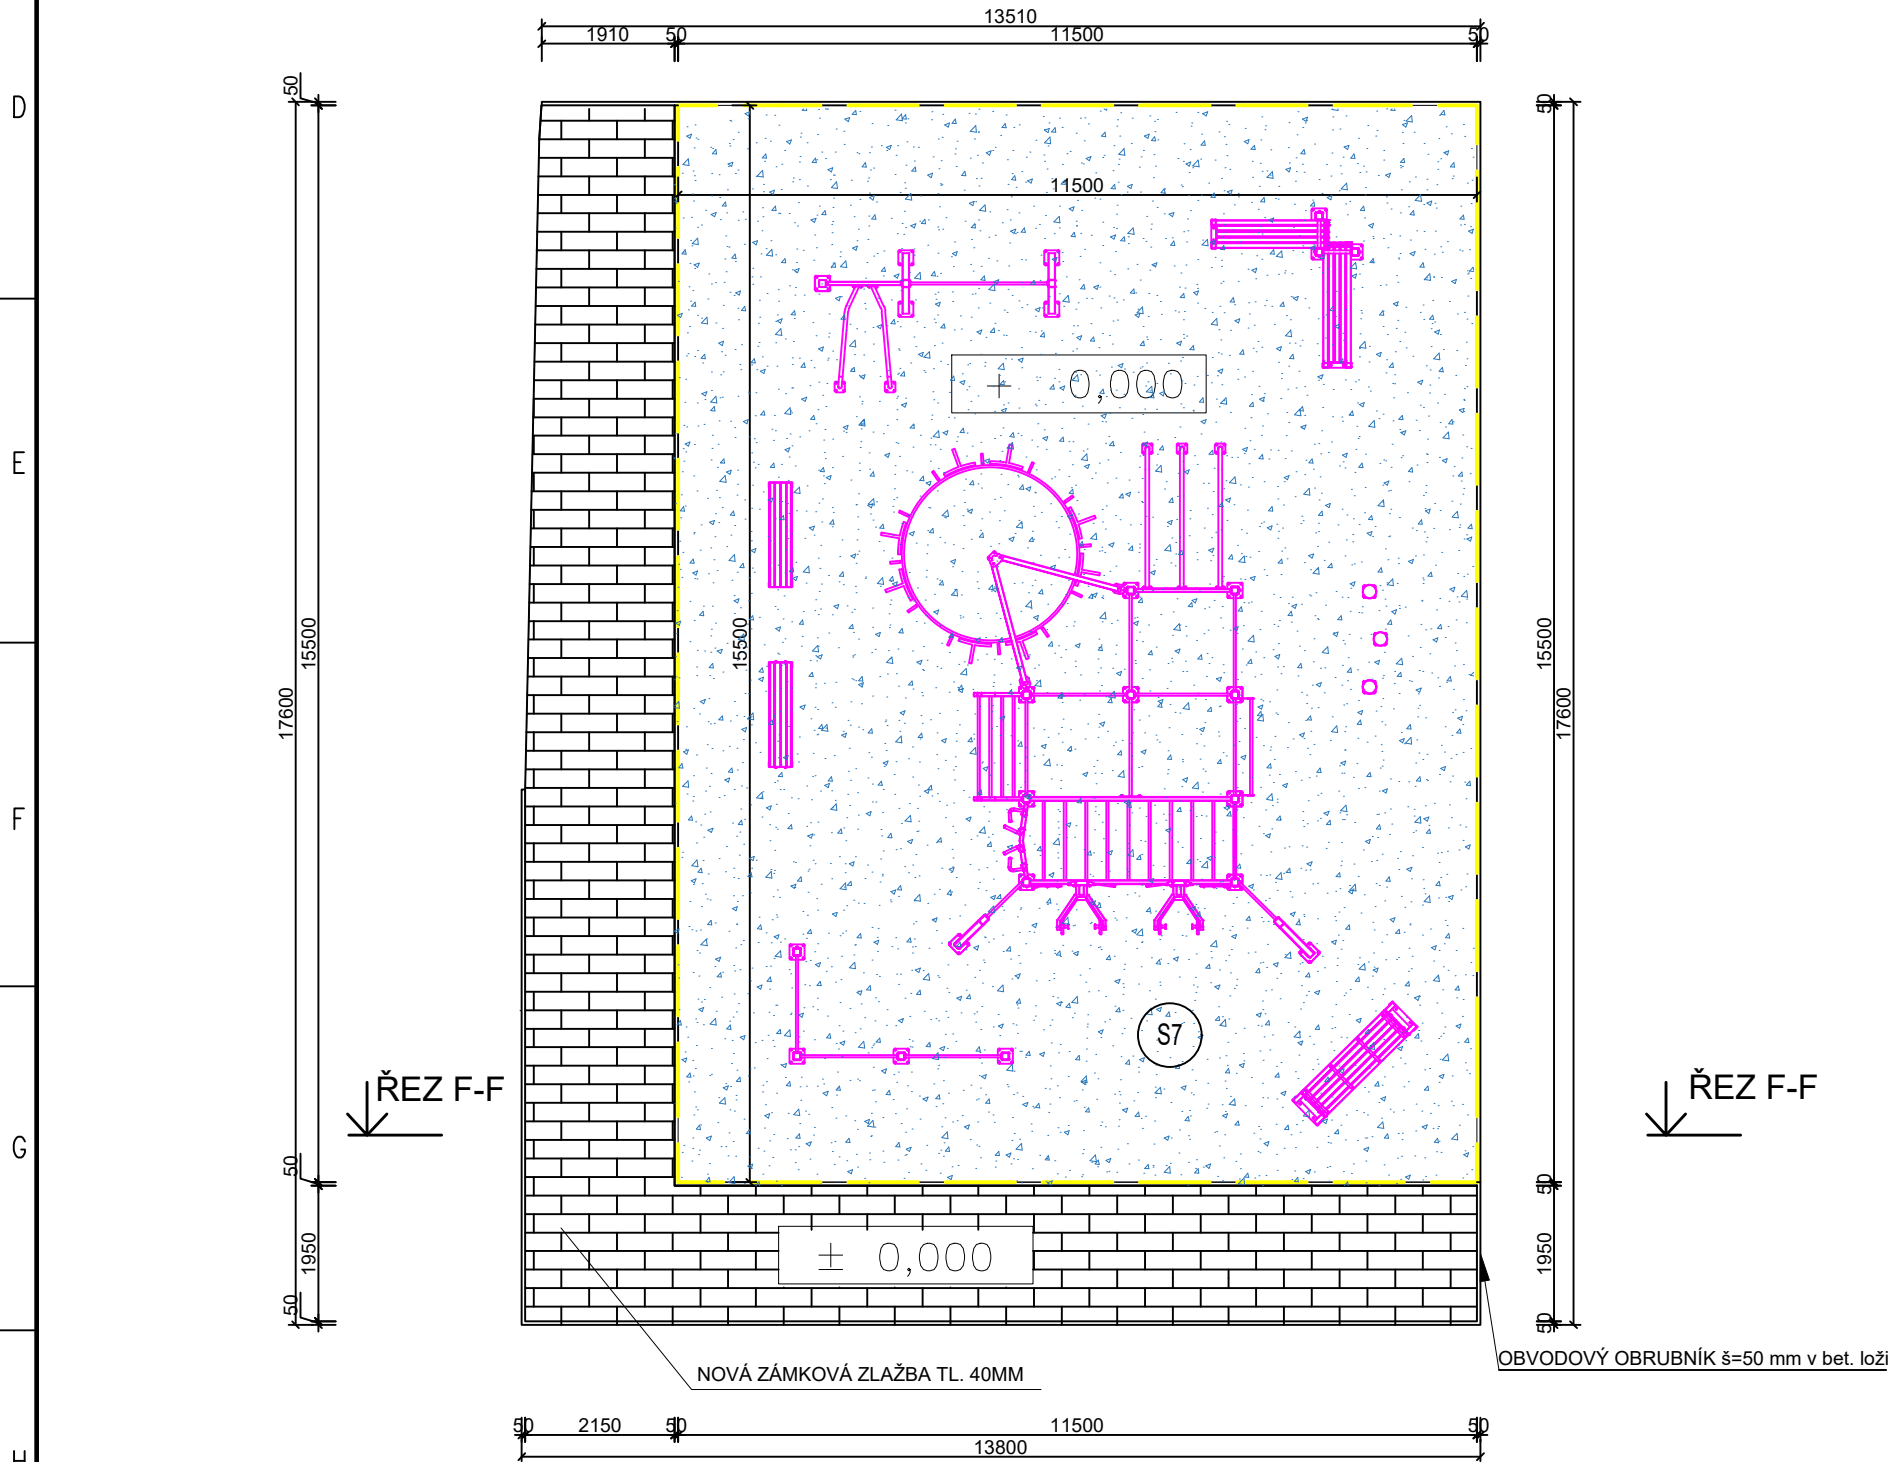 13510
1910 50 11500 50
50
50
D
11500
+ 0,000
E
15500
15500
15500
17600
17600
F
S7
ŘEZ F-F
ŘEZ F-F
G
50
50
1950
1950
± 0,000
50
50
OBVODOVÝ OBRUBNÍK š=50 mm v bet. loži
NOVÁ ZÁMKOVÁ ZLAŽBA TL. 40MM
50 2150 50 11500 50
13800
H